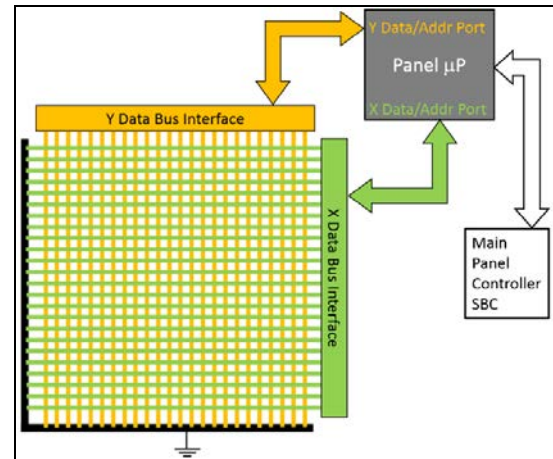 Y Data/Addr Port
Panel µP
X Data/Addr Port
Y Data Bus Interface
X Data Bus Interface
Main
Panel
Controller
SBC